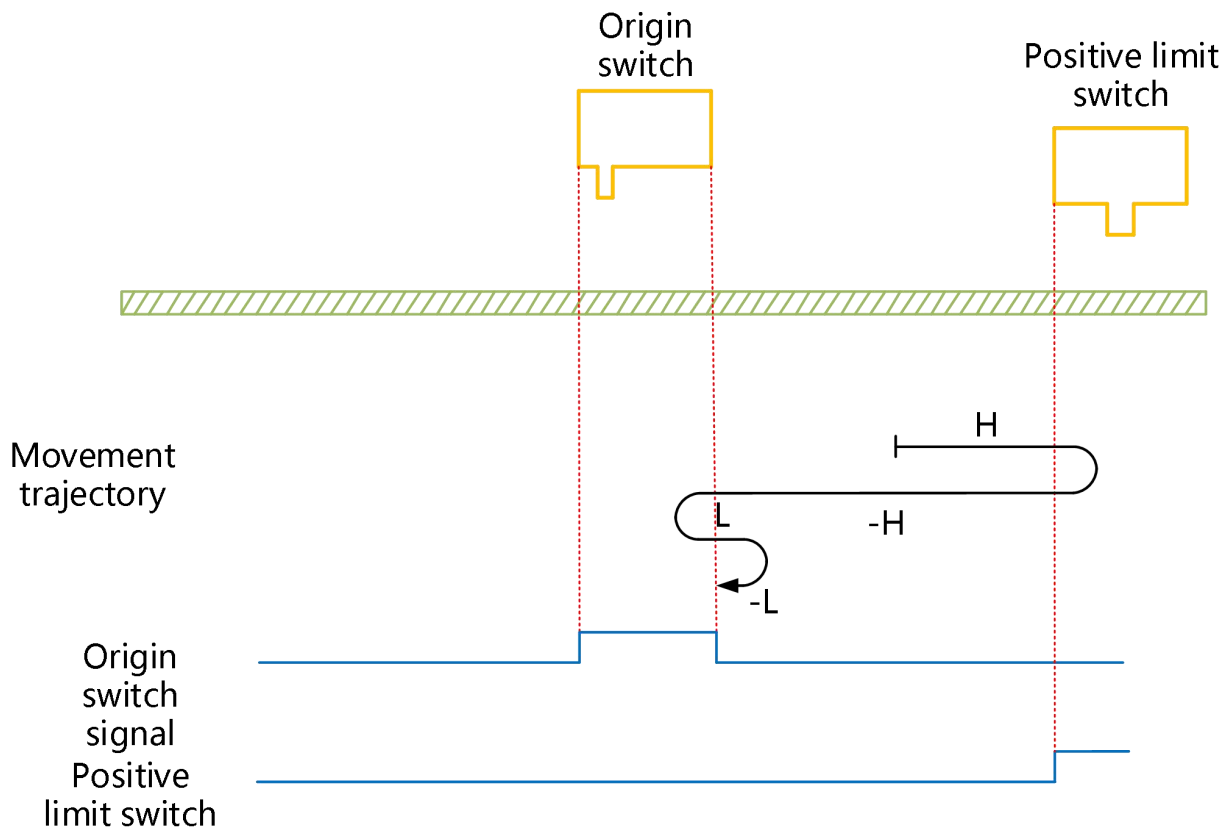 Origin
switch
Positive limit
switch
Movement
trajectory
H
L
-H
-L
Origin
switch
signal
Positive
limit switch